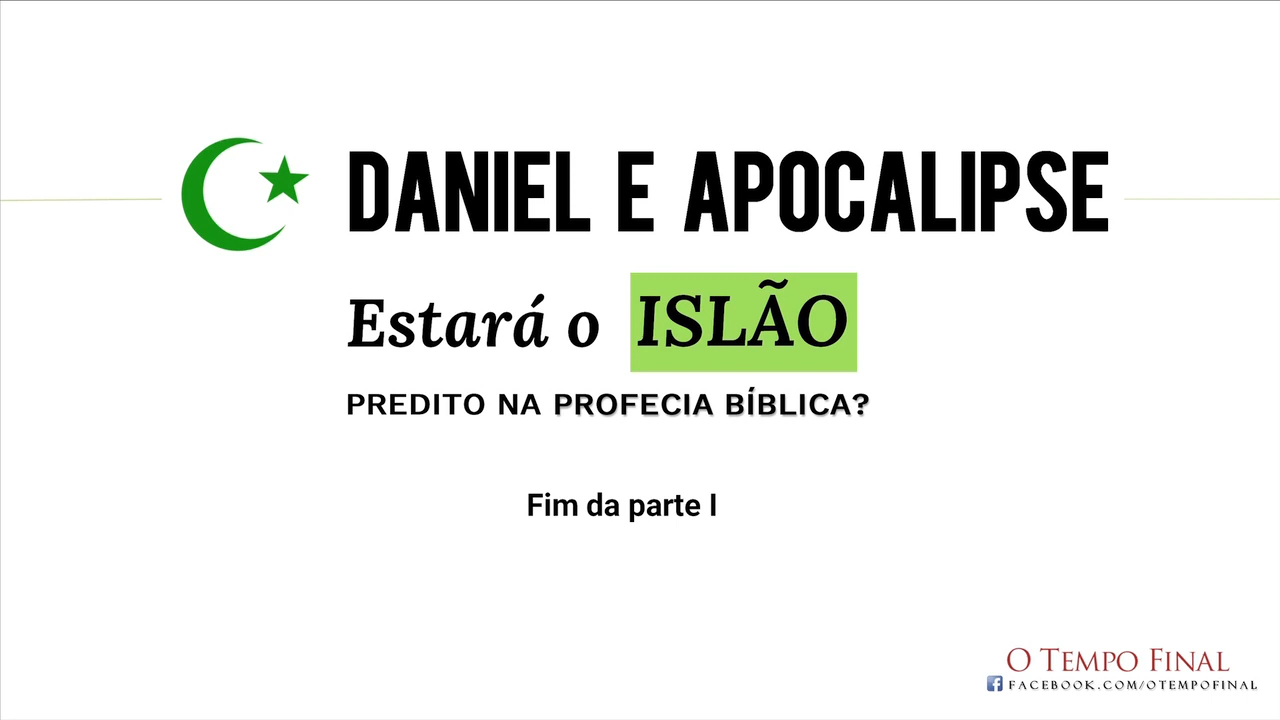 DANIEL E APOCALIPSE
Estará o ISLÃO
PREDITO NA PROFECIA BÍBLICA?
Fim da parte I
O TEMPO FINAL
FACEBOOK.COM/OTEMPOFINAL